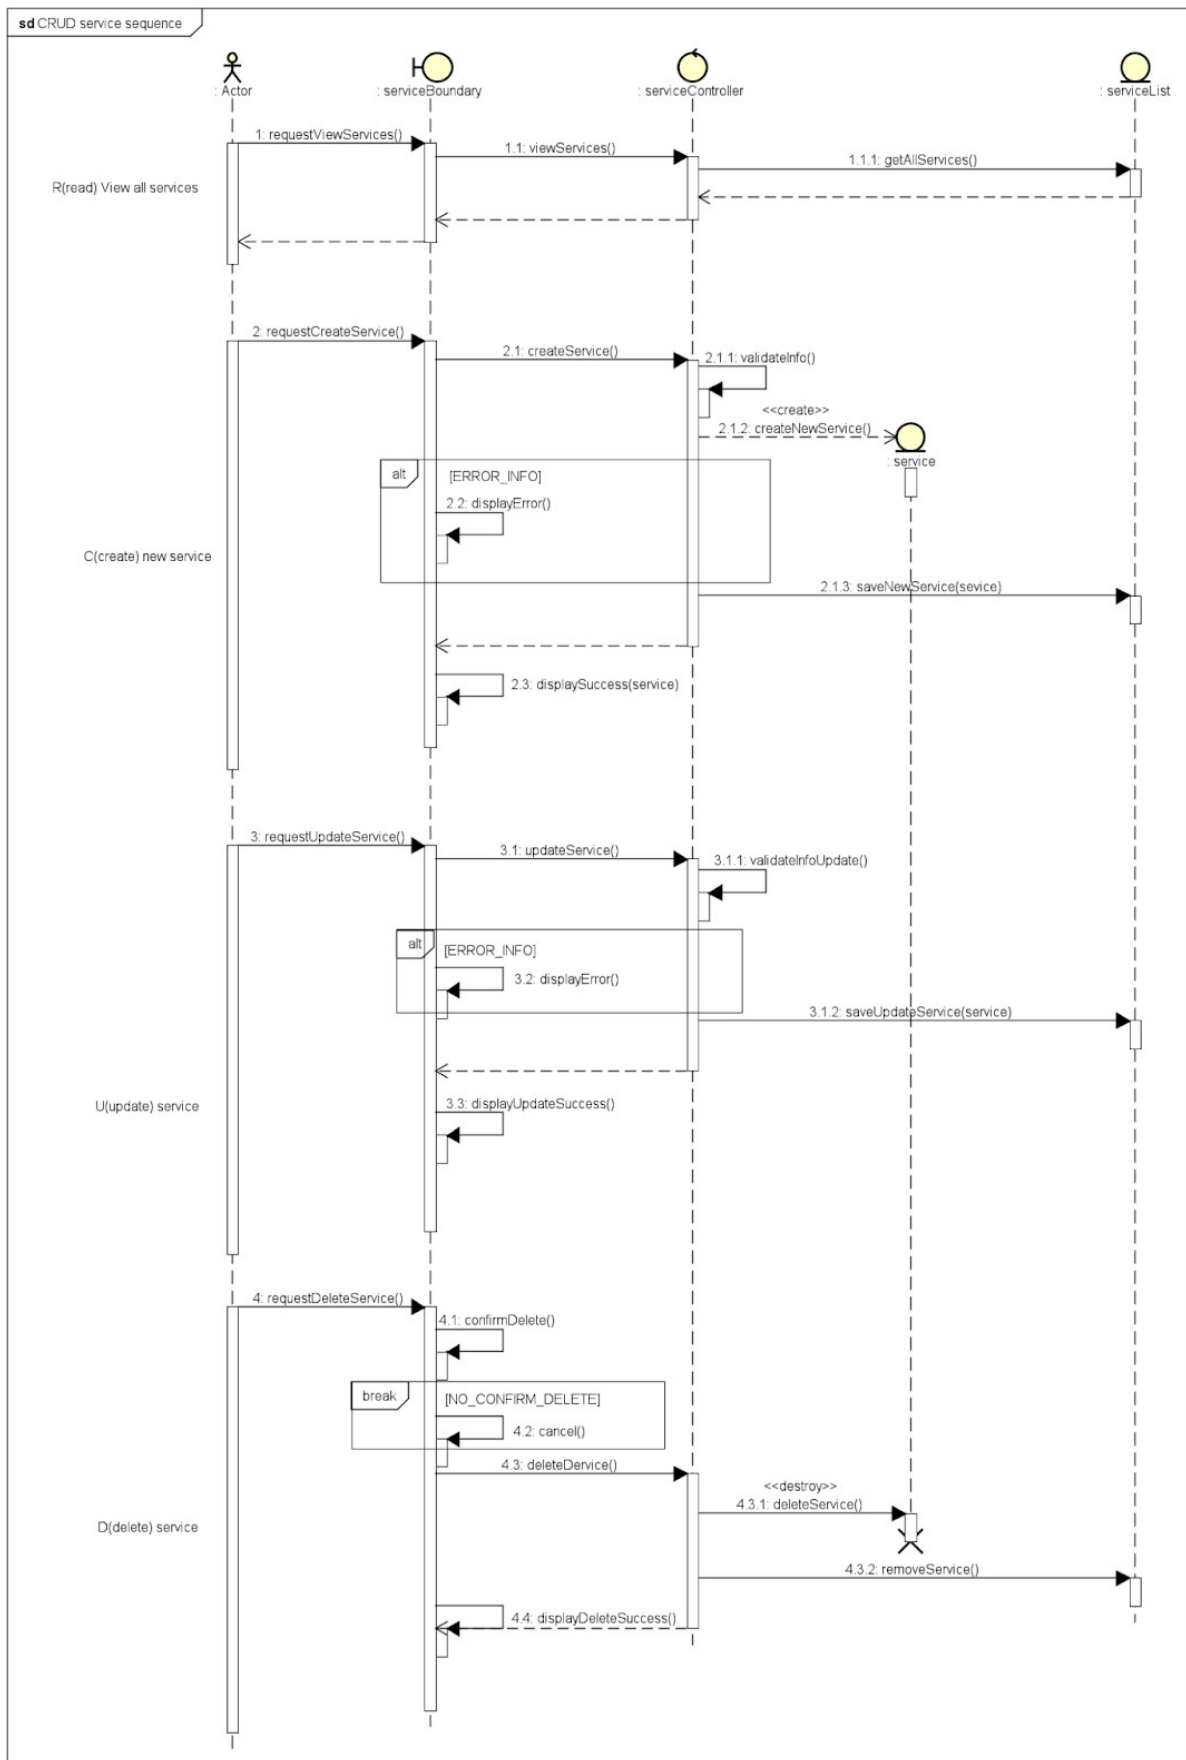 sd CRUD service sequence
: Actor
: serviceBoundary
: serviceController
: serviceList
1: requestViewServices()
1.1: viewServices()
1.1.1: getAllServices()
R(read) View all services
2: requestCreateService()
2.1: createService()
2.1.1: validateInfo()
<<create>>
2.1.2: createNewService()
: service
alt
[ERROR_INFO]
2.2: displayError()
C(create) new service
2.1.3: saveNewService(sevice)
2.3: displaySuccess(service)
3: requestUpdateService()
3.1: updateService()
3.1.1: validateInfoUpdate()
alt
[ERROR_INFO]
3.2: displayError()
3.1.2: saveUpdateService(service)
U(update) service
3.3: displayUpdateSuccess()
4: requestDeleteService()
4.1: confirmDelete()
break
[NO_CONFIRM_DELETE]
4.2: cancel()
4.3: deleteDervice()
<<destroy>>
4.3.1: deleteService()
D(delete) service
4.3.2: removeService()
4.4: displayDeleteSuccess()